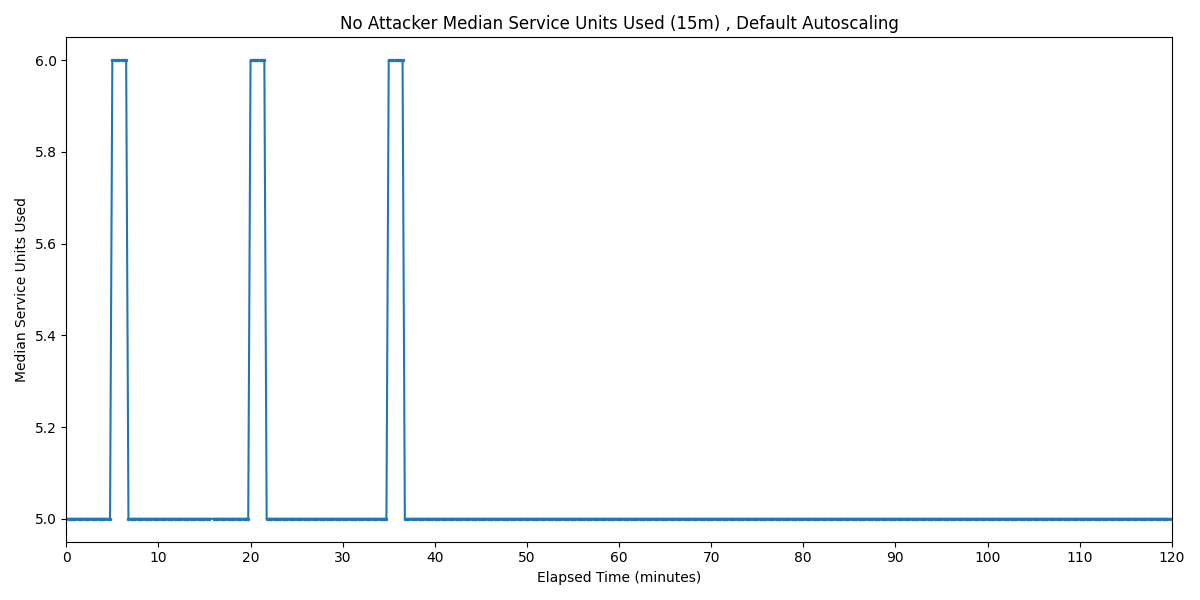 No Attacker Median Service Units Used (15m) , Default Autoscaling
Median Service Units Used
6.0
5.8
5.6
5.4
5.2
5.0
0 10 20 30 40 50 60 70 80 90 100 110 120
Elapsed Time (minutes)